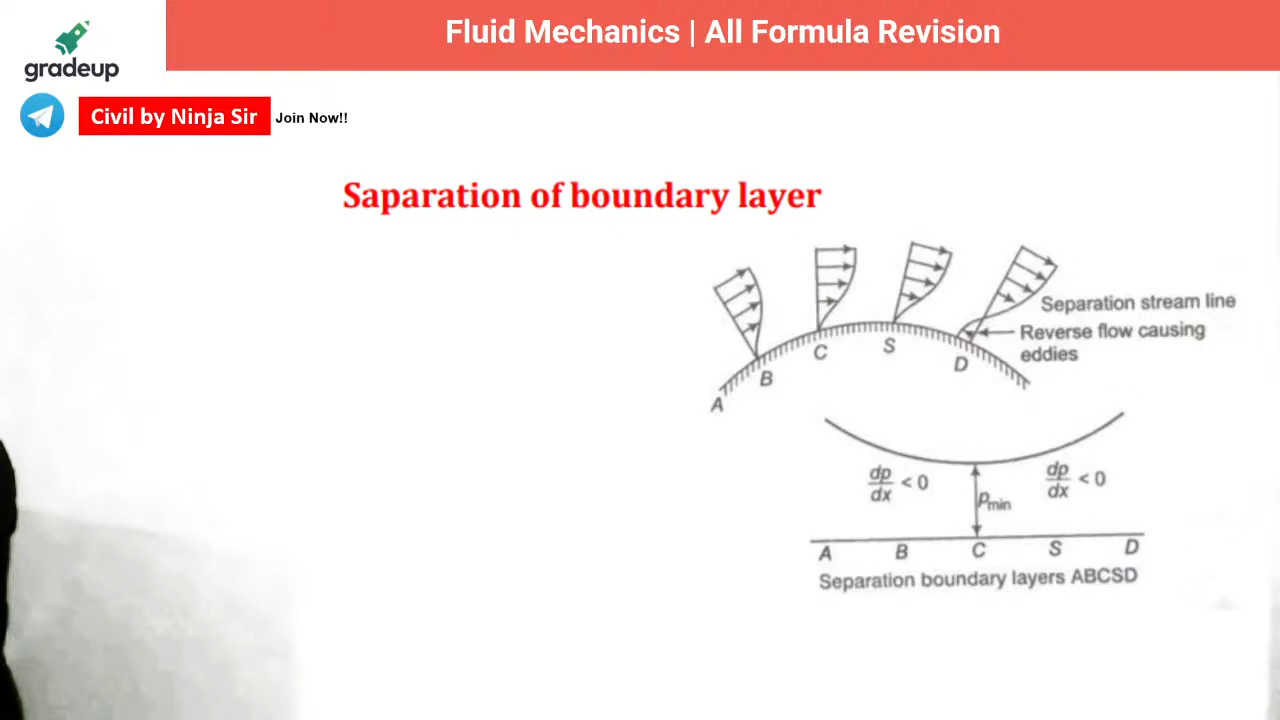 Fluid Mechanics | All Formula Revision
gradeup
Civil by Ninja Sir
Join Now!!
Saparation of boundary layer
Separation stream line
Reverse flow causing
eddies
A
B
C
S
D
dp/dx < 0
dp/dx < 0
pmin
A B C S D
Separation boundary layers ABCSD